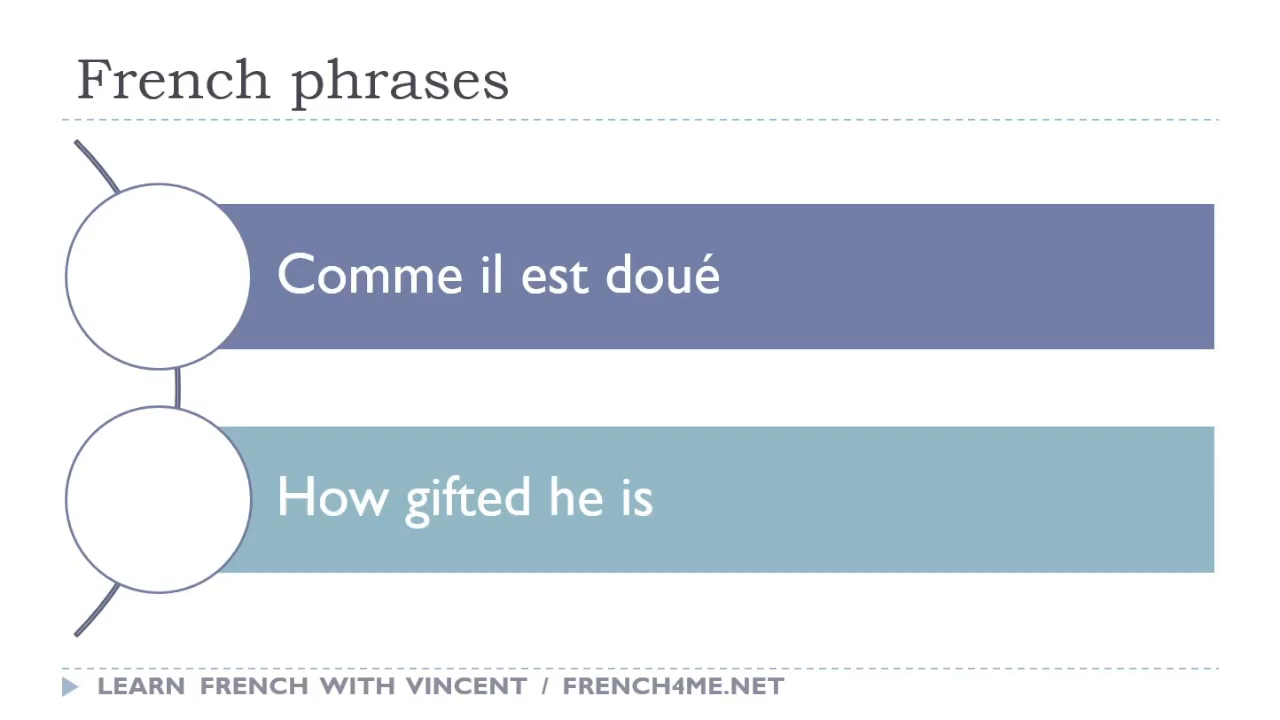 French phrases
Comme il est doué
How gifted he is
LEARN FRENCH WITH VINCENT / FRENCH4ME.NET